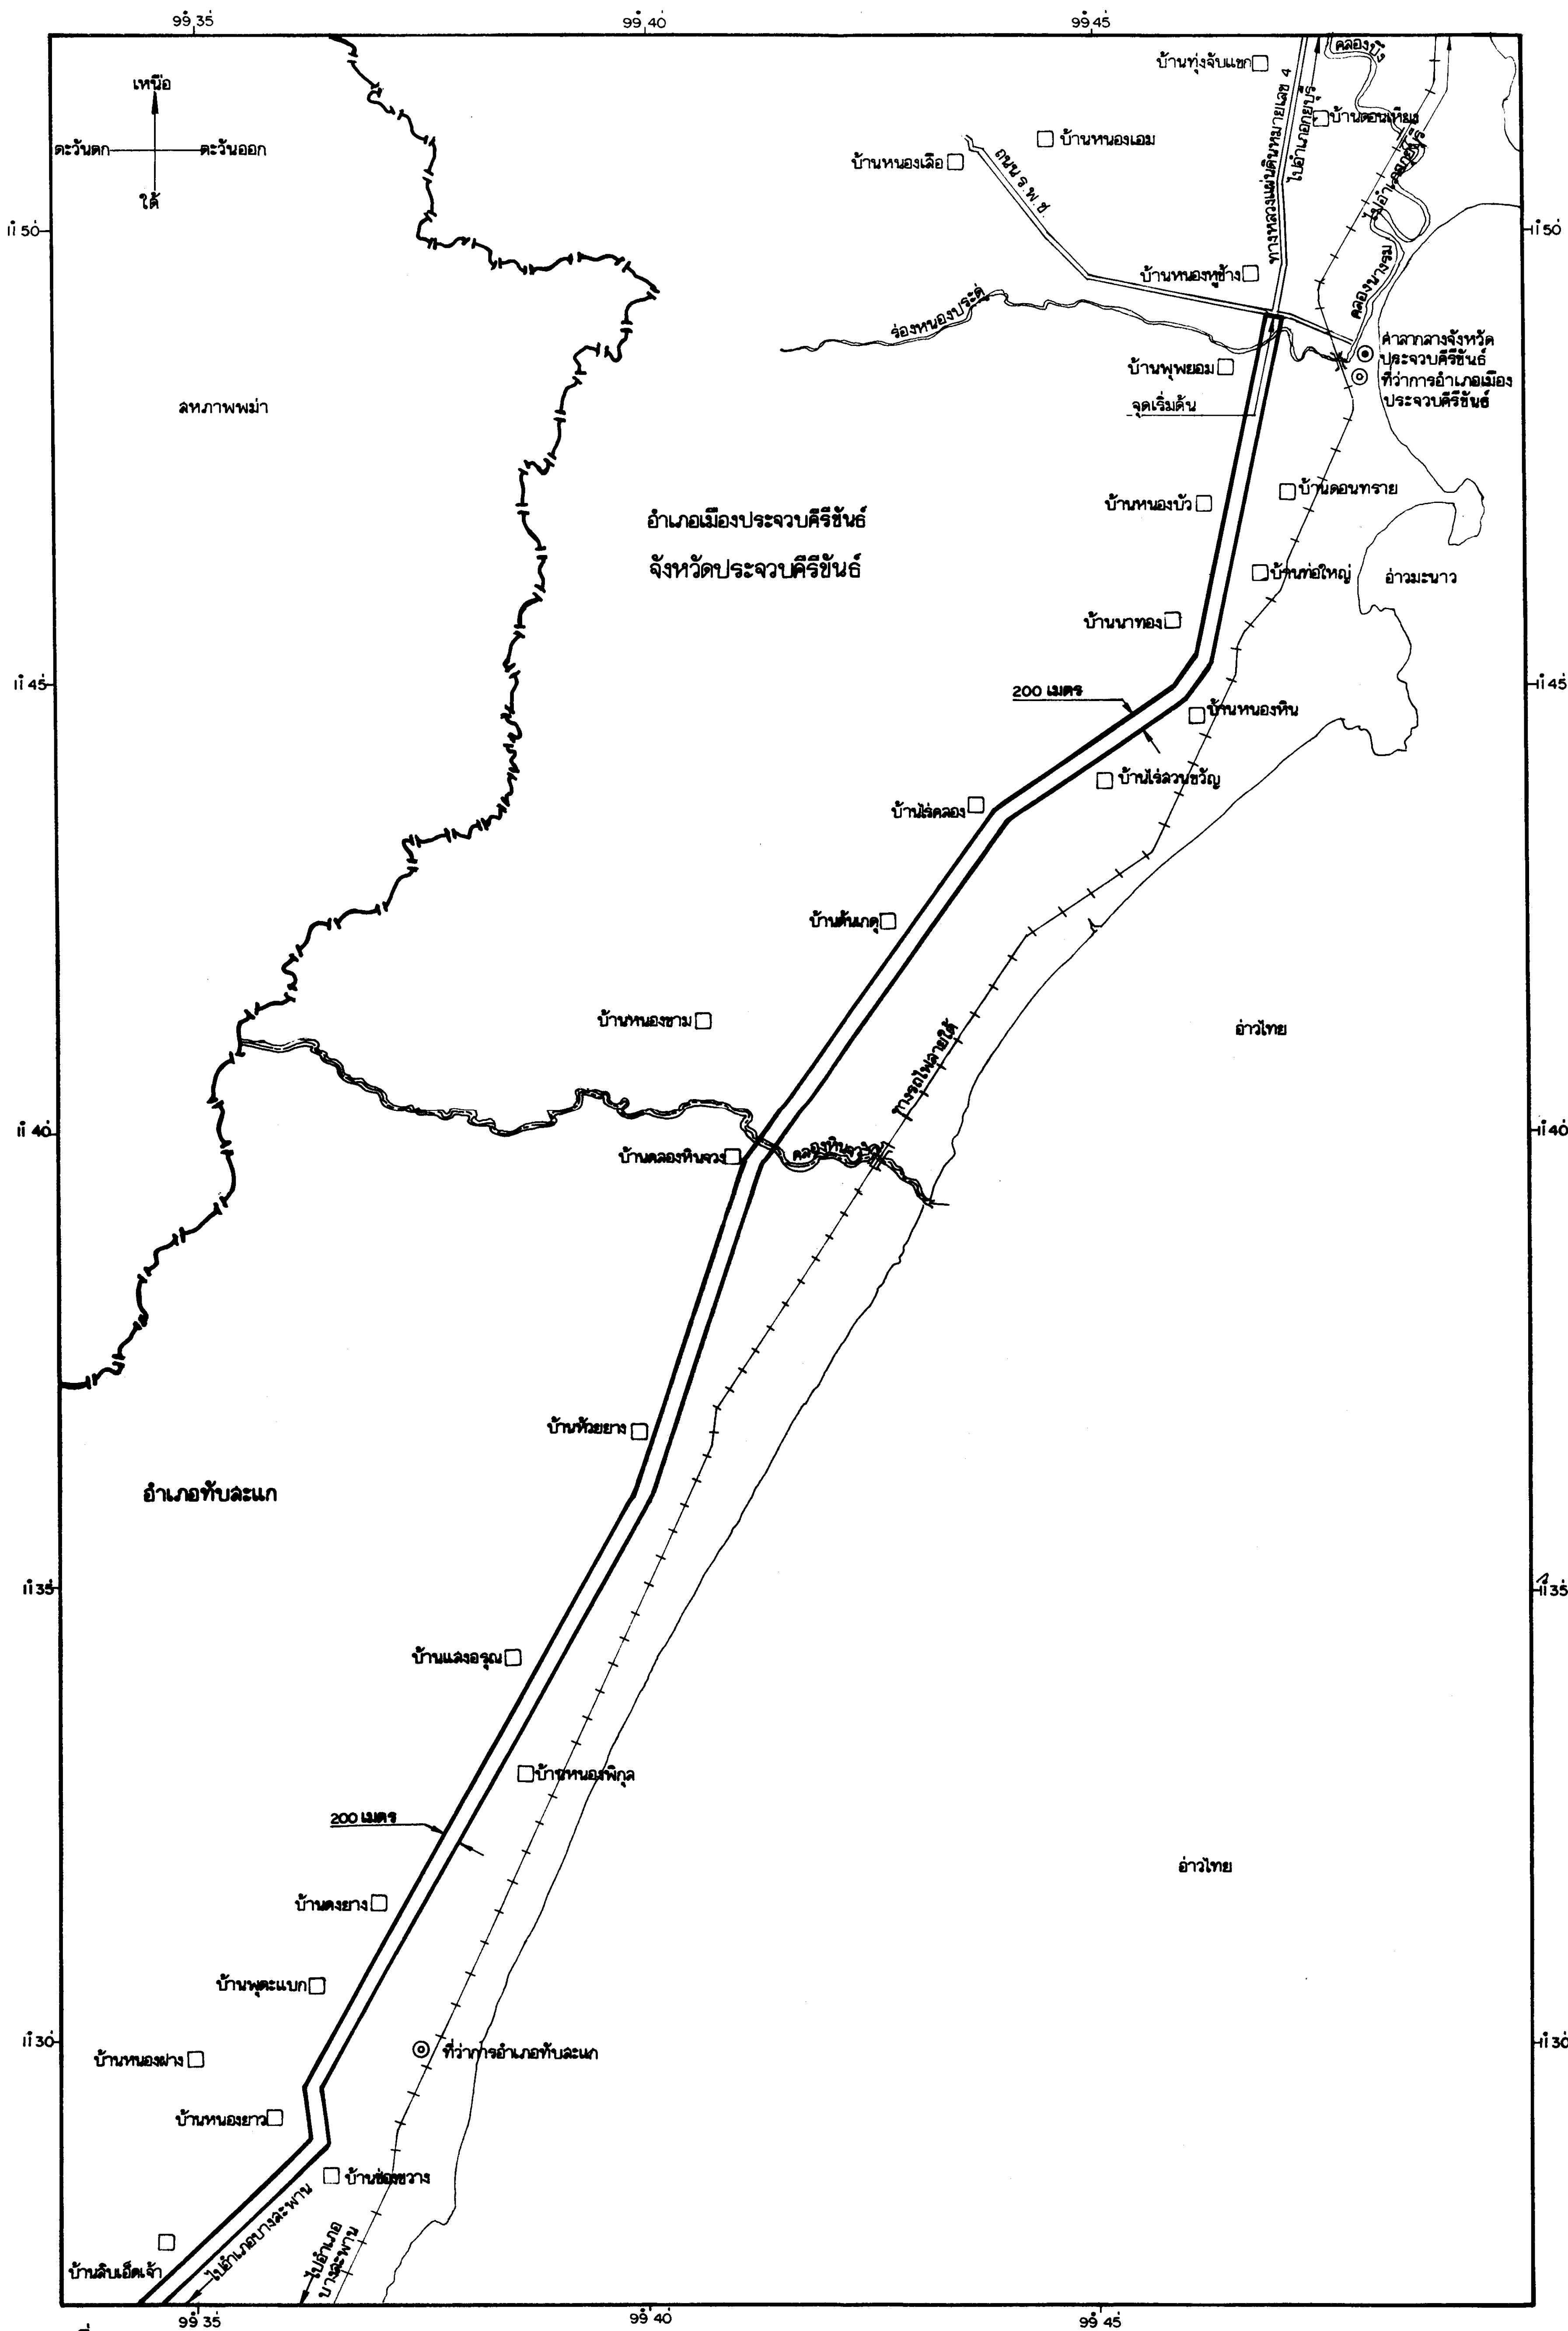 99° 35′
99° 40′
99° 45′
เหนือ
ตะวันตก
ตะวันออก
ใต้
บ้านทุ่งจับแขก
คลองบึง
ทางหลวงแผ่นดินหมายเลข 4
ไปอำเภอกุยบุรี
บ้านดอนเหียง
ไปอำเภอกุยบุรี
บ้านหนองเอม
บ้านหนองเลือ
ถนน ร.พ.ช.
11° 50′
11° 50′
บ้านหนองหูช้าง
คลองบางรม
ร่องหนองประดู่
ศาลากลางจังหวัด
ประจวบคีรีขันธ์
ที่ว่าการอำเภอเมือง
ประจวบคีรีขันธ์
บ้านพุพยอม
จุดเริ่มต้น
สหภาพพม่า
บ้านหนองบัว
บ้านดอนทราย
อำเภอเมืองประจวบคีรีขันธ์
จังหวัดประจวบคีรีขันธ์
บ้านท่อใหญ่
อ่าวมะนาว
บ้านนาทอง
11° 45′
11° 45′
200 เมตร
บ้านหนองหิน
บ้านไร่สวนขวัญ
บ้านไร่คลอง
บ้านต้นเกตุ
บ้านหนองขาม
อ่าวไทย
ทางรถไฟสายใต้
11° 40′
11° 40′
บ้านคลองหินจวง
คลองหินจวง
บ้านห้วยยาง
อำเภอทับสะแก
11° 35′
11° 35′
บ้านแสงอรุณ
บ้านหนองพิกุล
200 เมตร
อ่าวไทย
บ้านดงยาง
บ้านพุตะแบก
11° 30′
11° 30′
ที่ว่าการอำเภอทับสะแก
บ้านหนองฝาง
บ้านหนองยาว
บ้านช่องขวาง
ไปอำเภอบางสะพาน
ไปอำเภอ
บางสะพาน
บ้านสิบเอ็ดเจ้า
99° 35′
99° 40′
99° 45′